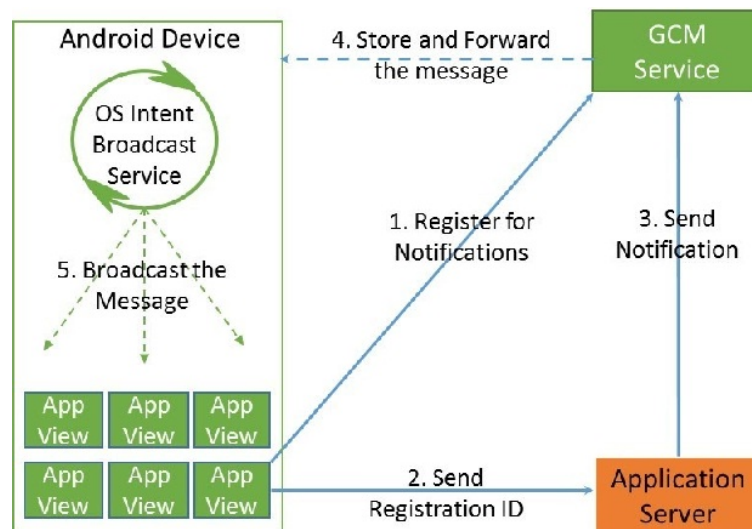 Android Device
OS Intent
Broadcast
Service
5. Broadcast the
Message
App
View
App
View
App
View
App
View
App
View
App
View
4. Store and Forward
the message
GCM
Service
1. Register for
Notifications
3. Send
Notification
2. Send
Registration ID
Application
Server